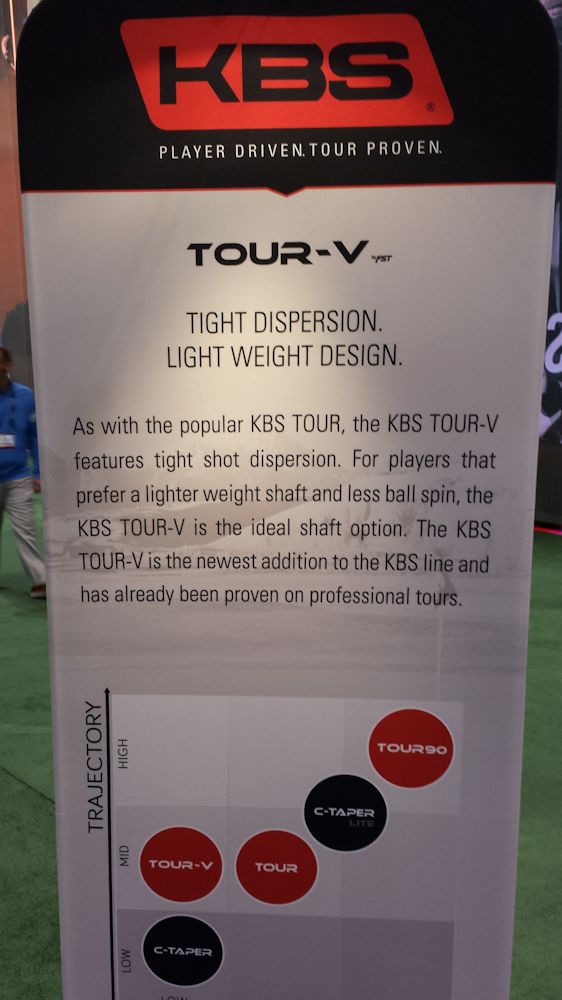 KBS®
PLAYER DRIVEN.TOUR PROVEN.
TOUR-V by FST
TIGHT DISPERSION.
LIGHT WEIGHT DESIGN.
As with the popular KBS TOUR, the KBS TOUR-V
features tight shot dispersion. For players that
prefer a lighter weight shaft and less ball spin, the
KBS TOUR-V is the ideal shaft option. The KBS
TOUR-V is the newest addition to the KBS line and
has already been proven on professional tours.
TRAJECTORY
HIGH
TOUR90
C-TAPER
LITE
MID
TOUR-V
TOUR
LOW
C-TAPER
LOW